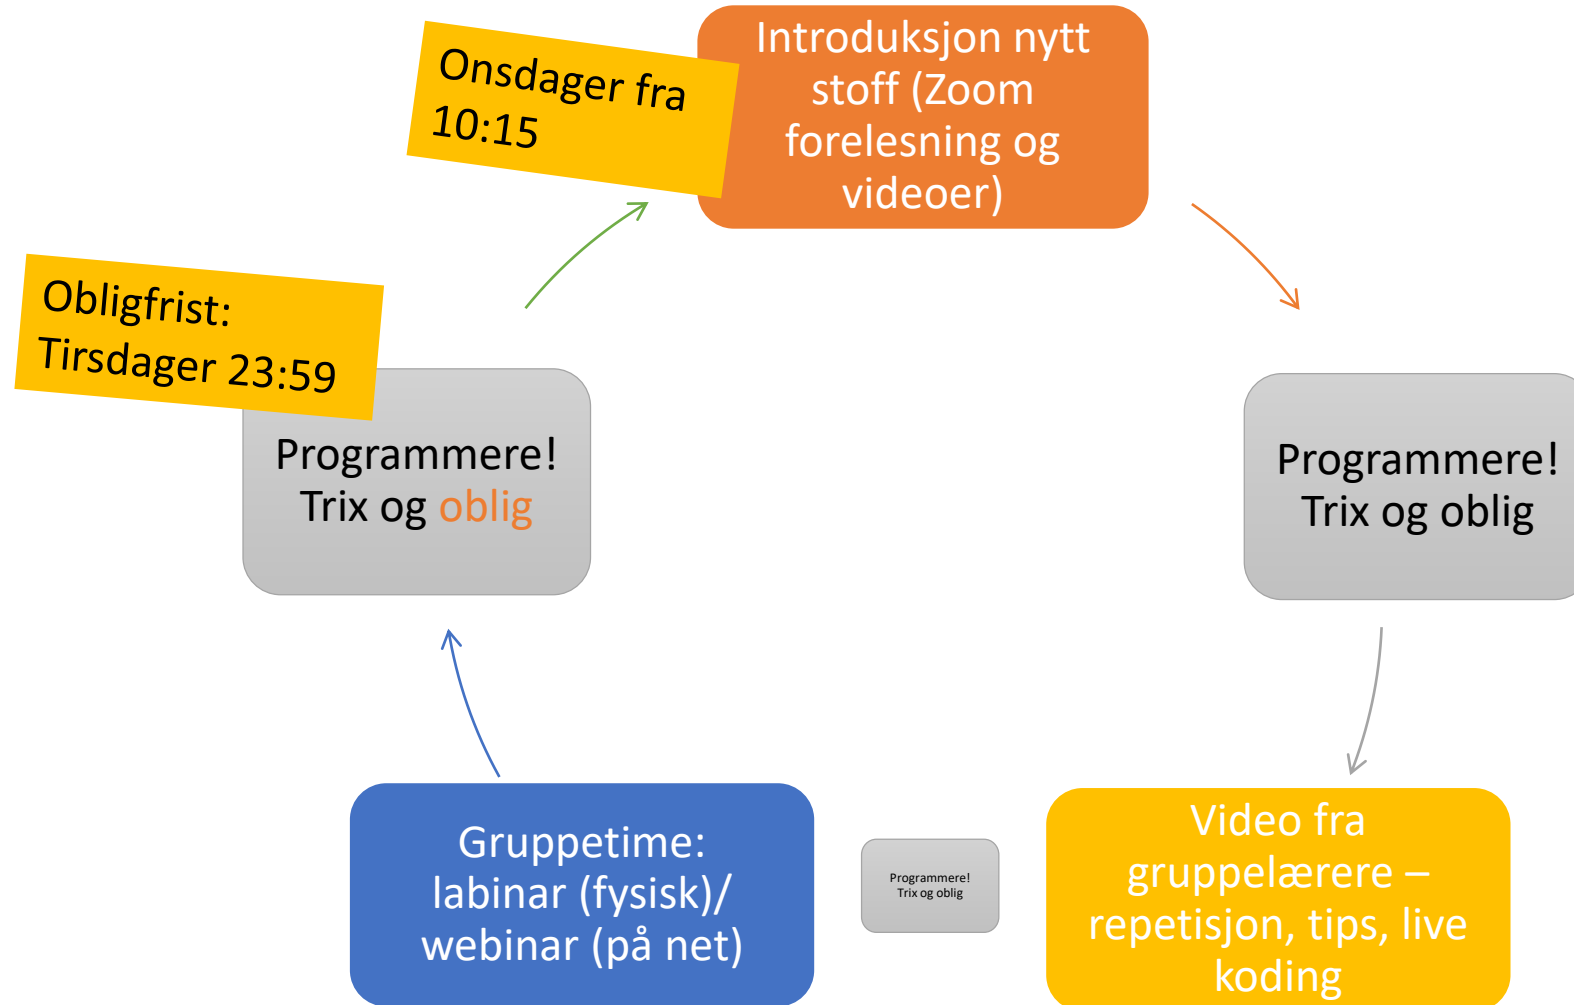 Onsdager fra
10:15
Introduksjon nytt
stoff (Zoom
forelesning og
videoer)
Obligfrist:
Tirsdager 23:59
Programmere!
Trix og oblig
Programmere!
Trix og oblig
Gruppetime:
labinar (fysisk)/
webinar (på net)
Programmere!
Trix og oblig
Video fra
gruppelærere –
repetisjon, tips, live
koding